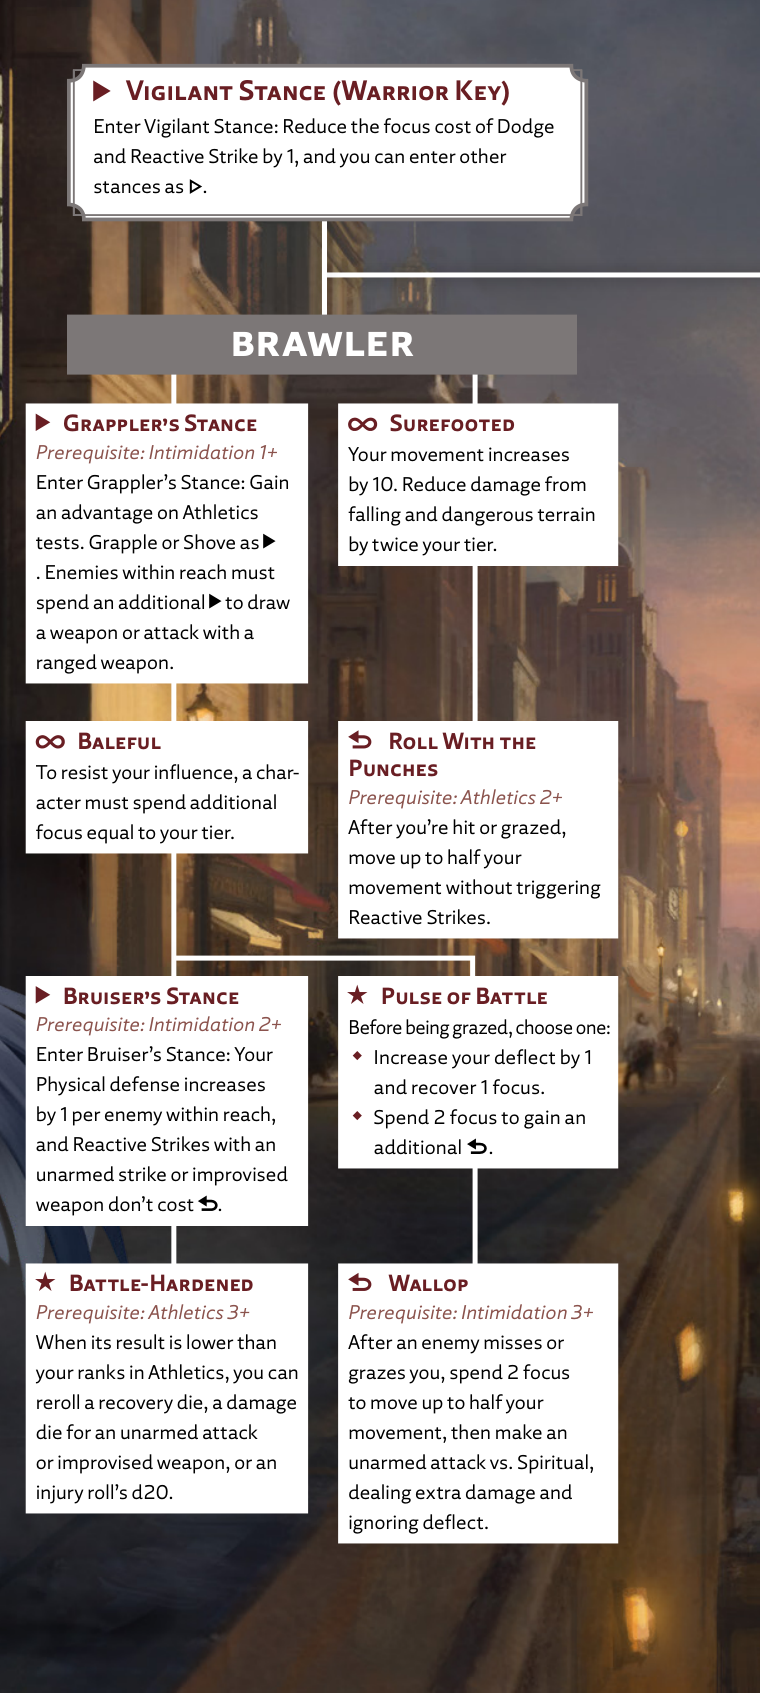 ▶ Vigilant Stance (Warrior Key)
Enter Vigilant Stance: Reduce the focus cost of Dodge
and Reactive Strike by 1, and you can enter other
stances as ▷.
BRAWLER
▶ Grappler’s Stance
Prerequisite: Intimidation 1+
Enter Grappler’s Stance: Gain
an advantage on Athletics
tests. Grapple or Shove as ▶
. Enemies within reach must
spend an additional ▶ to draw
a weapon or attack with a
ranged weapon.
∞ Surefooted
Your movement increases
by 10. Reduce damage from
falling and dangerous terrain
by twice your tier.
∞ Baleful
To resist your influence, a char-
acter must spend additional
focus equal to your tier.
⮌ Roll With the
Punches
Prerequisite: Athletics 2+
After you’re hit or grazed,
move up to half your
movement without triggering
Reactive Strikes.
▶ Bruiser’s Stance
Prerequisite: Intimidation 2+
Enter Bruiser’s Stance: Your
Physical defense increases
by 1 per enemy within reach,
and Reactive Strikes with an
unarmed strike or improvised
weapon don’t cost ⮌.
★ Pulse of Battle
Before being grazed, choose one:
◆ Increase your deflect by 1
and recover 1 focus.
◆ Spend 2 focus to gain an
additional ⮌.
★ Battle-Hardened
Prerequisite: Athletics 3+
When its result is lower than
your ranks in Athletics, you can
reroll a recovery die, a damage
die for an unarmed attack
or improvised weapon, or an
injury roll’s d20.
⮌ Wallop
Prerequisite: Intimidation 3+
After an enemy misses or
grazes you, spend 2 focus
to move up to half your
movement, then make an
unarmed attack vs. Spiritual,
dealing extra damage and
ignoring deflect.